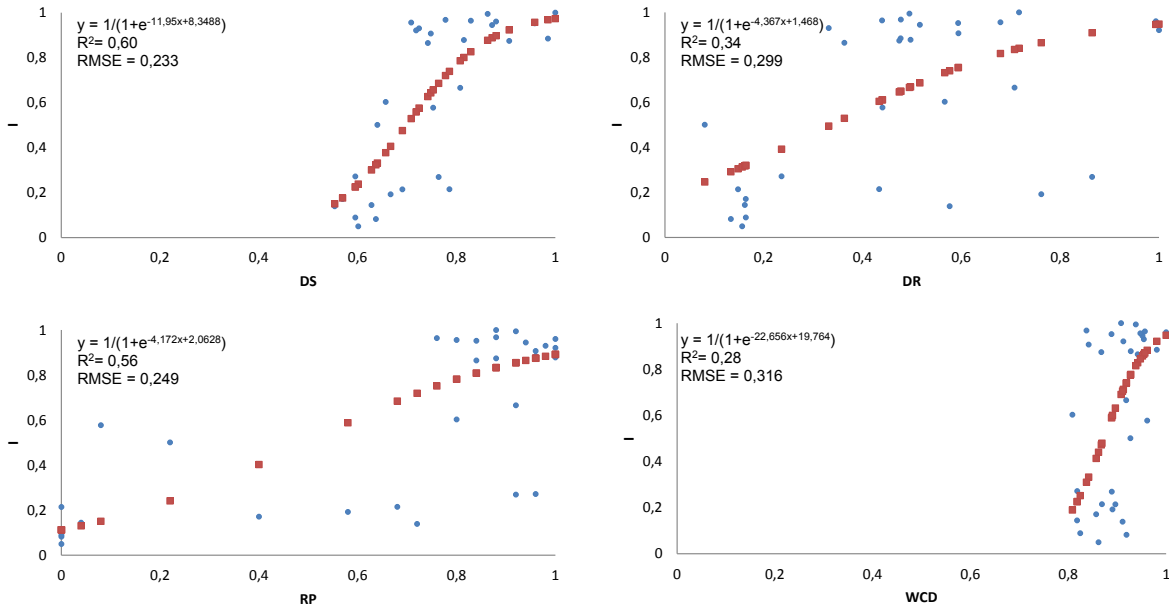 y = 1/(1+e^-11,95x+8,3488)
R²= 0,60
RMSE = 0,233
1
0,8
0,6
0,4
0,2
0
I
0 0,2 0,4 0,6 0,8 1
DS
y = 1/(1+e^-4,367x+1,468)
R²= 0,34
RMSE = 0,299
1
0,8
0,6
0,4
0,2
0
I
0 0,2 0,4 0,6 0,8 1
DR
y = 1/(1+e^-4,172x+2,0628)
R²= 0,56
RMSE = 0,249
1
0,8
0,6
0,4
0,2
0
I
0 0,2 0,4 0,6 0,8 1
RP
y = 1/(1+e^-22,656x+19,764)
R²= 0,28
RMSE = 0,316
1
0,8
0,6
0,4
0,2
0
I
0 0,2 0,4 0,6 0,8 1
WCD